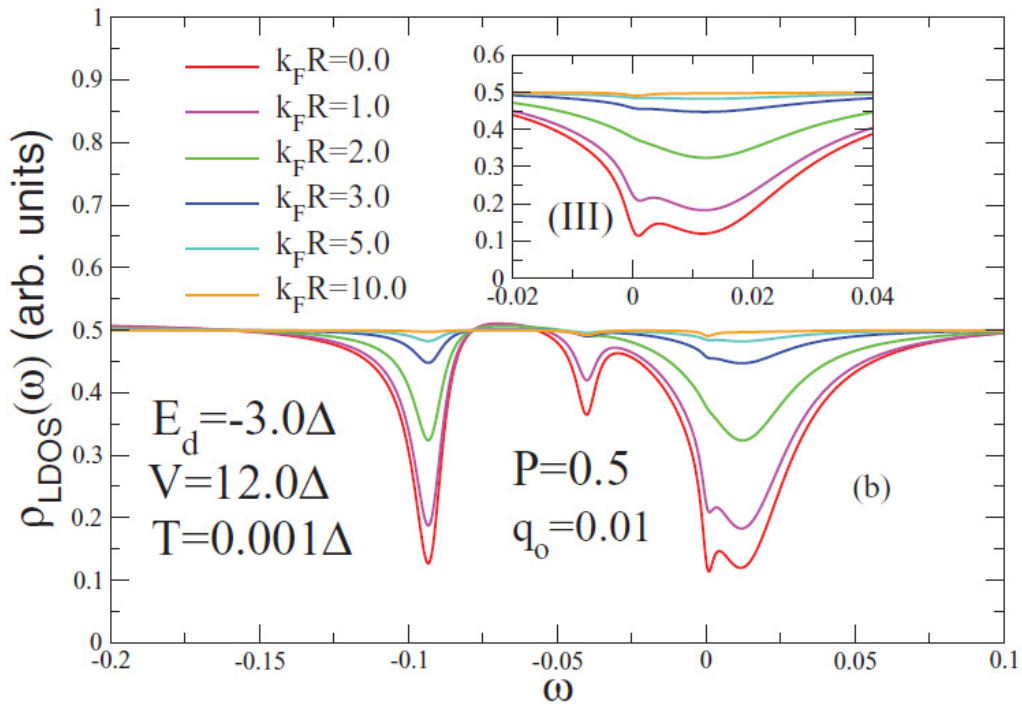 1
0.9
0.8
0.7
0.6
0.5
0.4
0.3
0.2
0.1
0
ρLDOS(ω) (arb. units)
kFR=0.0
kFR=1.0
kFR=2.0
kFR=3.0
kFR=5.0
kFR=10.0
0.6
0.5
0.4
0.3
0.2
0.1
0
(III)
-0.02
0
0.02
0.04
Ed=-3.0Δ
V=12.0Δ
T=0.001Δ
P=0.5
qo=0.01
(b)
-0.2
-0.15
-0.1
-0.05
0
0.05
0.1
ω